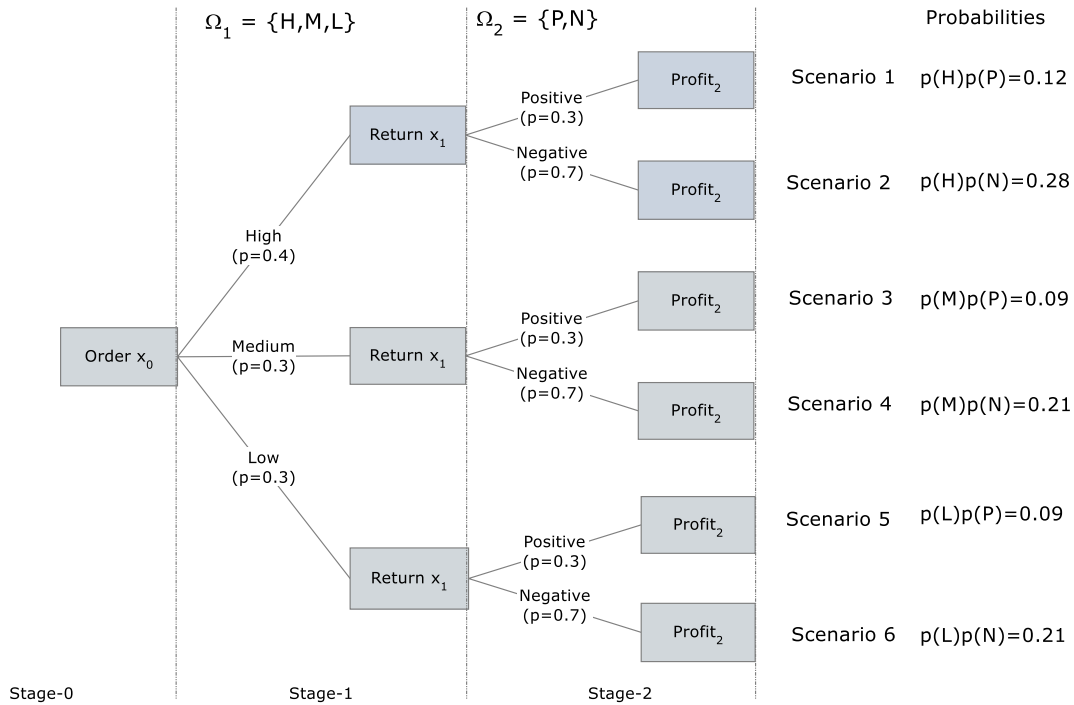 Ω₁ = {H,M,L}
Ω₂ = {P,N}
Probabilities
Profit₂
Scenario 1
p(H)p(P)=0.12
Positive
(p=0.3)
Return x₁
Negative
(p=0.7)
Profit₂
Scenario 2
p(H)p(N)=0.28
High
(p=0.4)
Profit₂
Scenario 3
p(M)p(P)=0.09
Positive
(p=0.3)
Order x₀
Medium
(p=0.3)
Return x₁
Negative
(p=0.7)
Profit₂
Scenario 4
p(M)p(N)=0.21
Low
(p=0.3)
Profit₂
Scenario 5
p(L)p(P)=0.09
Positive
(p=0.3)
Return x₁
Negative
(p=0.7)
Profit₂
Scenario 6
p(L)p(N)=0.21
Stage-0
Stage-1
Stage-2